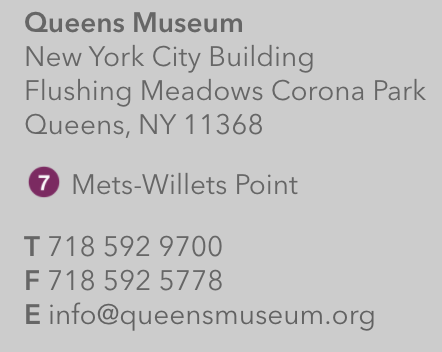 Queens Museum
New York City Building
Flushing Meadows Corona Park
Queens, NY 11368
7 Mets-Willets Point
T 718 592 9700
F 718 592 5778
E info@queensmuseum.org